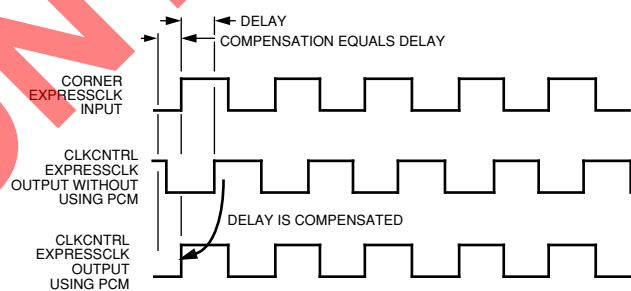 DELAY
COMPENSATION EQUALS DELAY
CORNER
EXPRESSCLK
INPUT
CLKCNTRL
EXPRESSCLK
OUTPUT WITHOUT
USING PCM
DELAY IS COMPENSATED
CLKCNTRL
EXPRESSCLK
OUTPUT
USING PCM